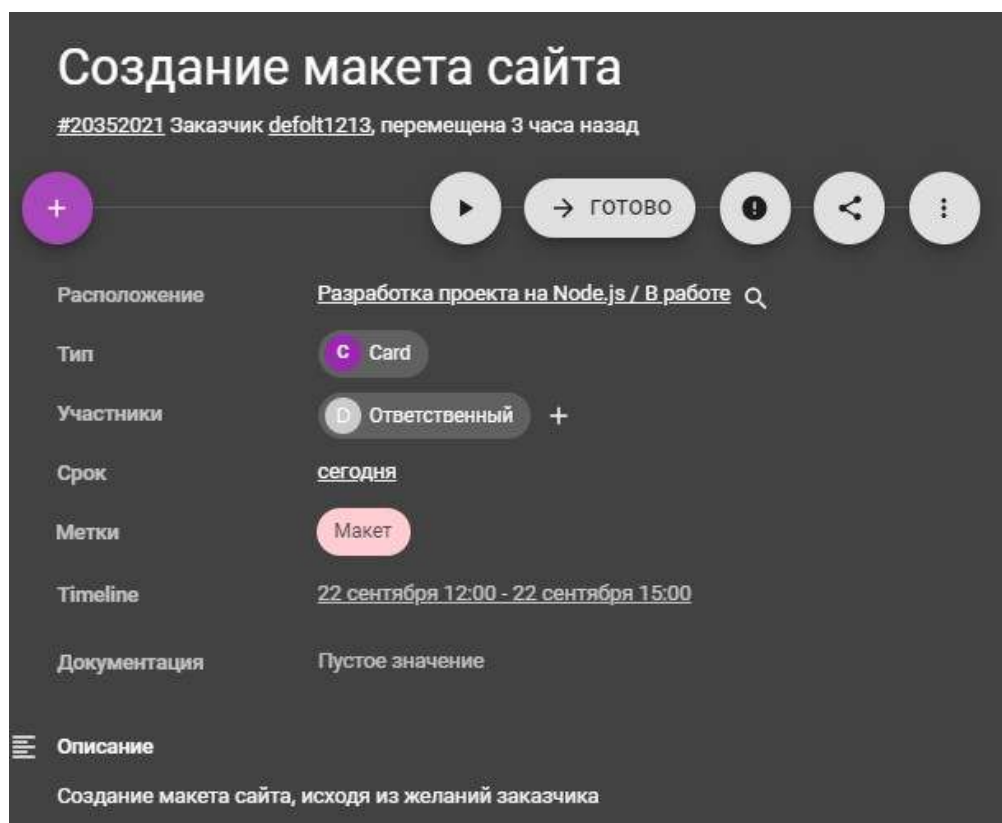 Создание макета сайта
#20352021 Заказчик defolt1213, перемещена 3 часа назад
+ → ГОТОВО
Расположение Разработка проекта на Node.js / В работе
Тип C Card
Участники D Ответственный +
Срок сегодня
Метки Макет
Timeline 22 сентября 12:00 - 22 сентября 15:00
Документация Пустое значение
Описание
Создание макета сайта, исходя из желаний заказчика